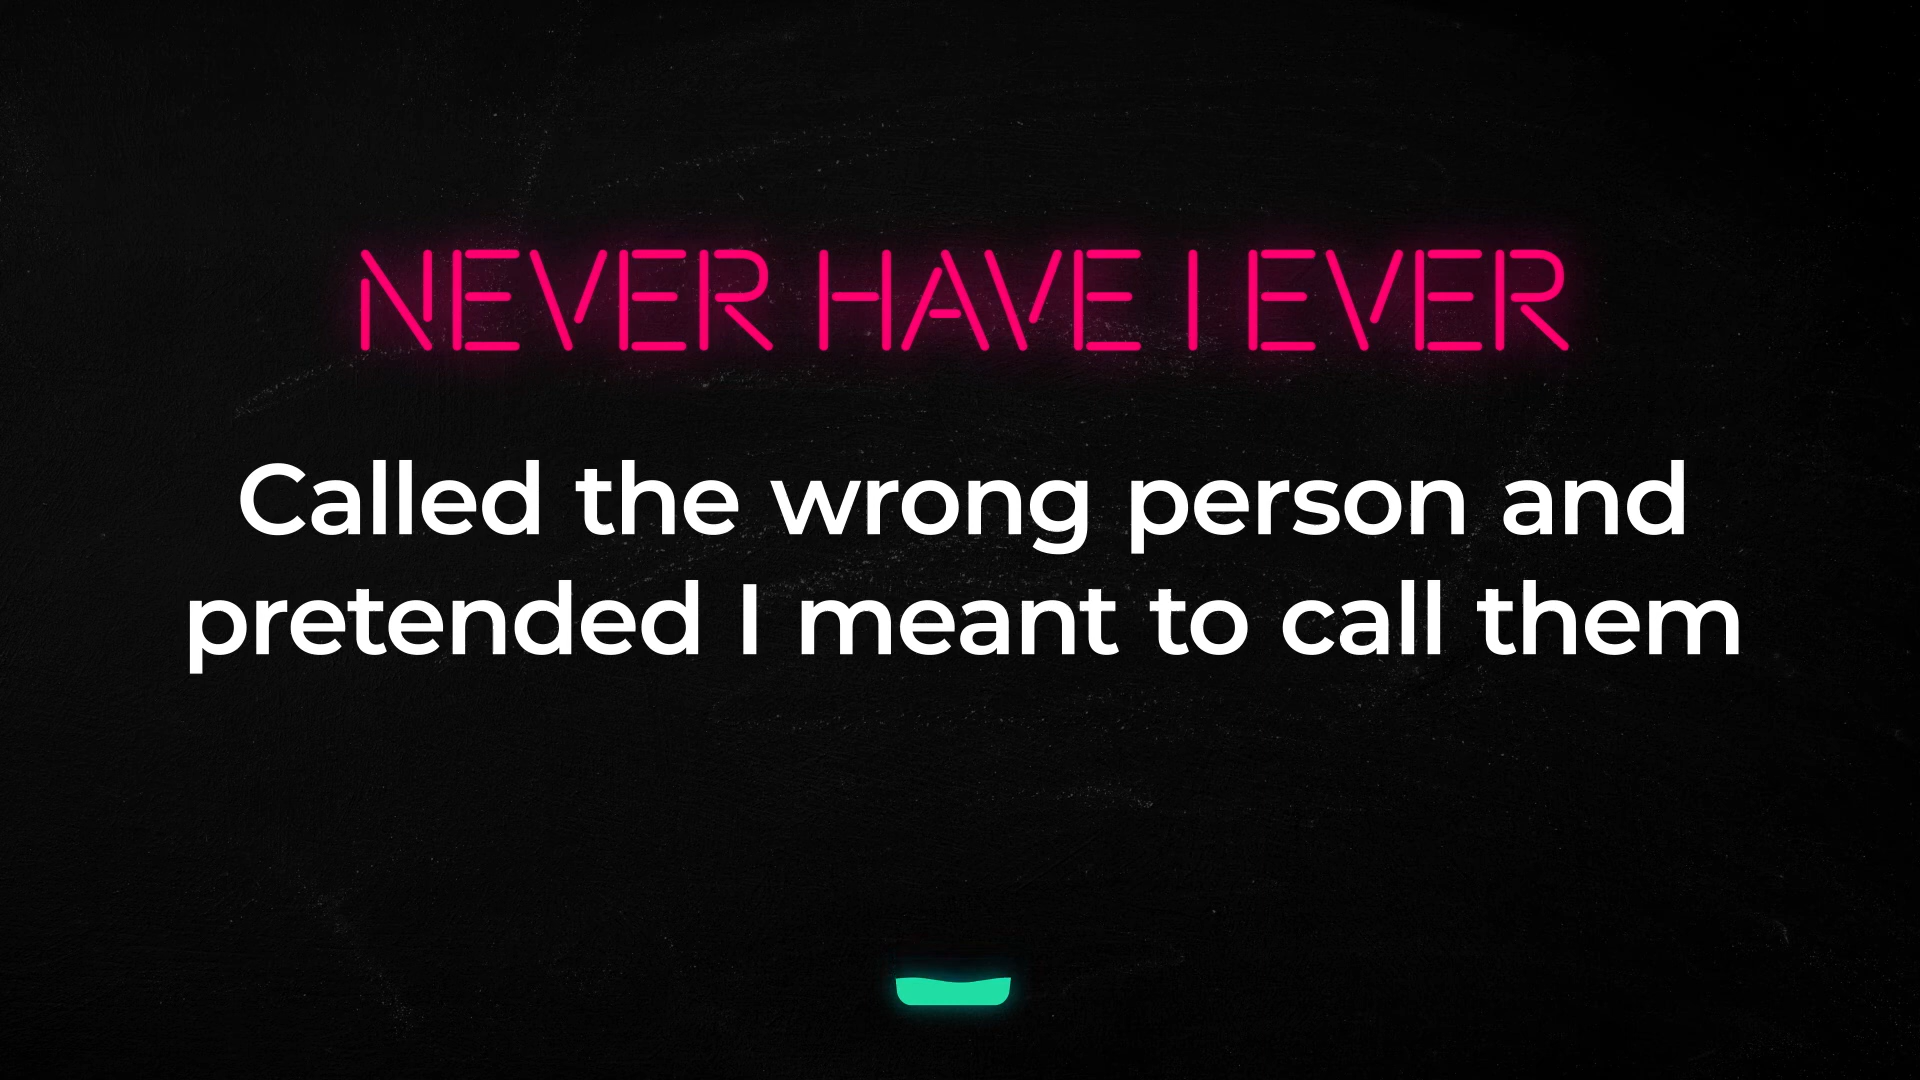 NEVER HAVE I EVER
Called the wrong person and
pretended I meant to call them